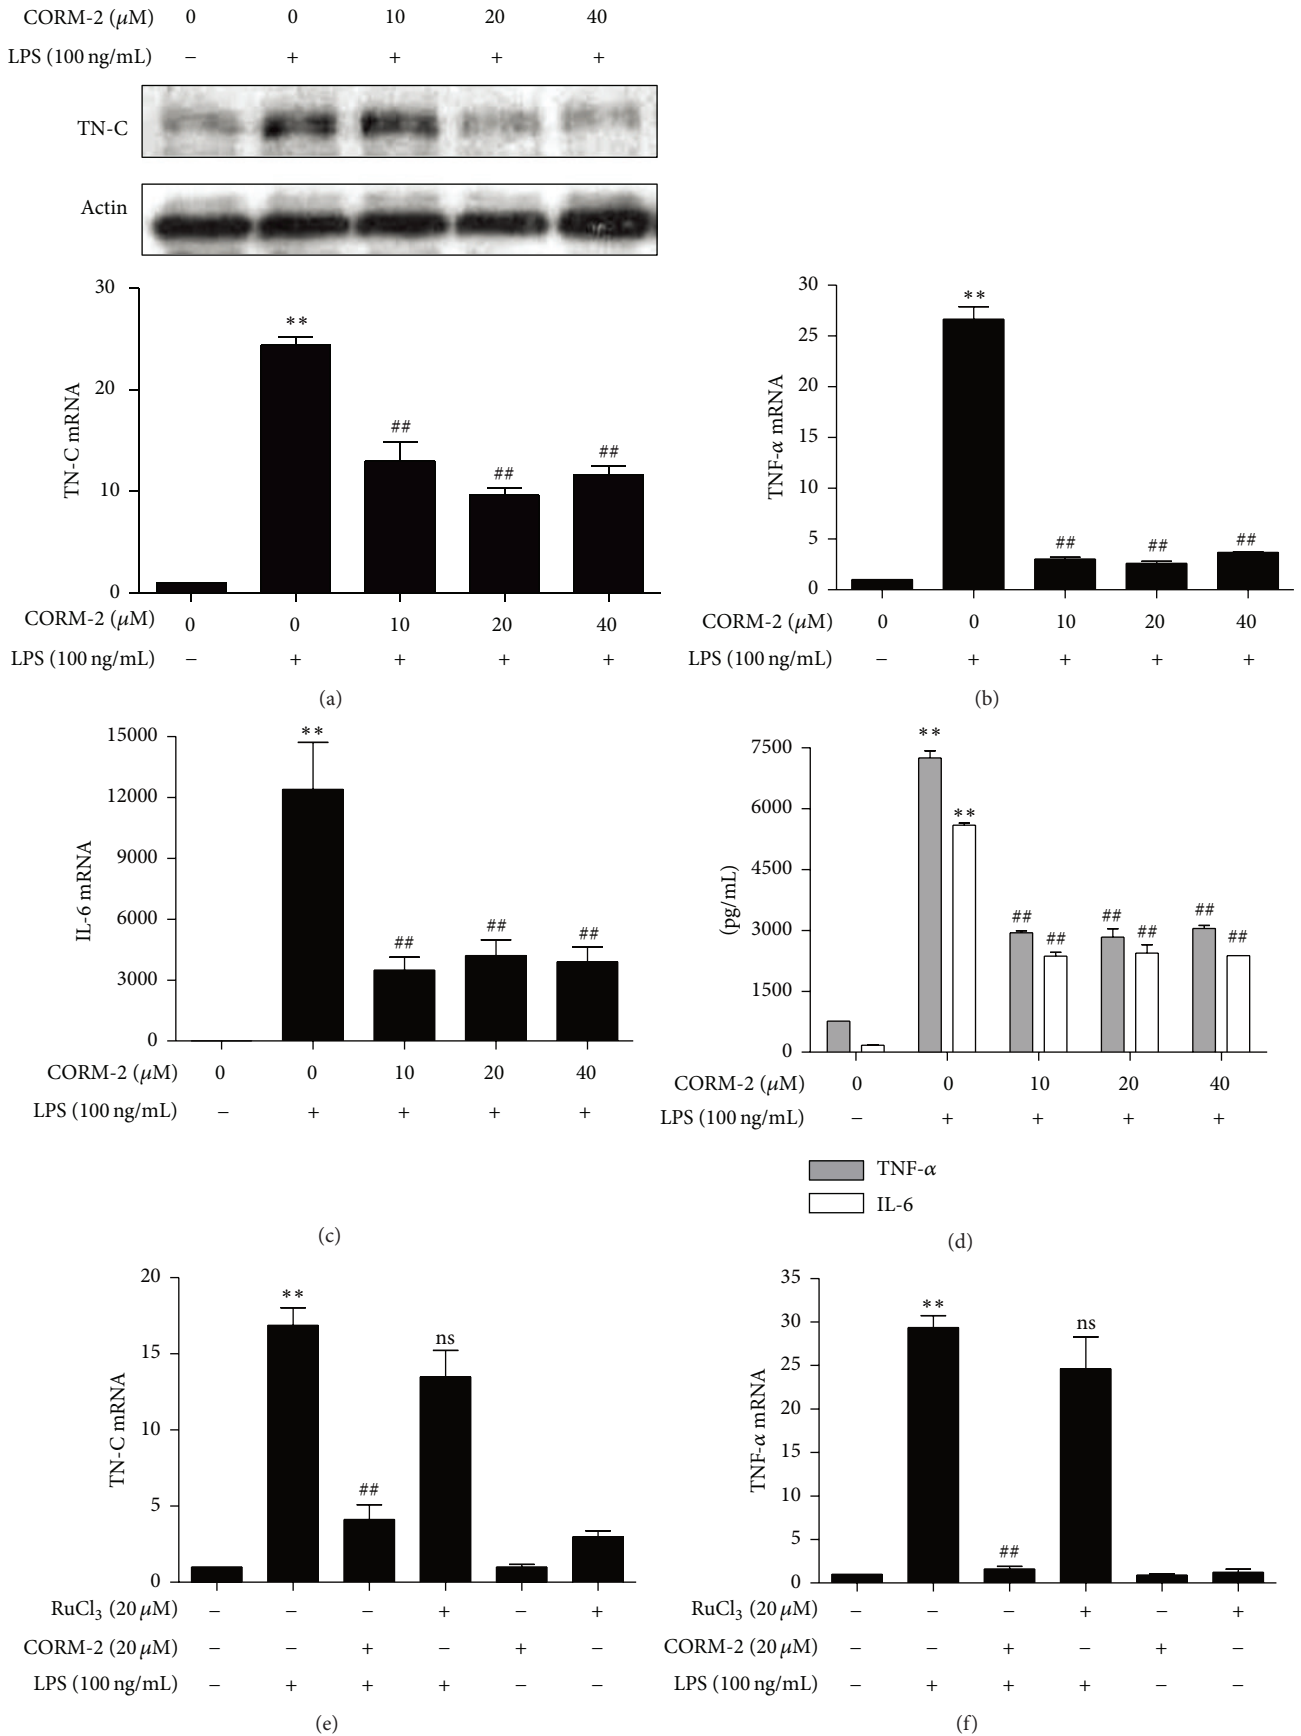 CORM-2 (μM) 0 0 10 20 40
LPS (100 ng/mL) − + + + +
TN-C
Actin
30
20
10
0
TN-C mRNA
**
##
##
##
CORM-2 (μM) 0 0 10 20 40
LPS (100 ng/mL) − + + + +
(a)
30
25
20
15
10
5
0
TNF-α mRNA
**
##
##
##
CORM-2 (μM) 0 0 10 20 40
LPS (100 ng/mL) − + + + +
(b)
15000
12000
9000
6000
3000
0
IL-6 mRNA
**
##
##
##
CORM-2 (μM) 0 0 10 20 40
LPS (100 ng/mL) − + + + +
(c)
7500
6000
4500
3000
1500
0
(pg/mL)
**
**
##
##
##
##
##
##
CORM-2 (μM) 0 0 10 20 40
LPS (100 ng/mL) − + + + +
TNF-α
IL-6
(d)
20
15
10
5
0
TN-C mRNA
**
##
ns
RuCl₃ (20 μM) − − − + − +
CORM-2 (20 μM) − − + − + −
LPS (100 ng/mL) − + + + − −
(e)
35
30
25
20
15
10
5
0
TNF-α mRNA
**
##
ns
RuCl₃ (20 μM) − − − + − +
CORM-2 (20 μM) − − + − + −
LPS (100 ng/mL) − + + + − −
(f)